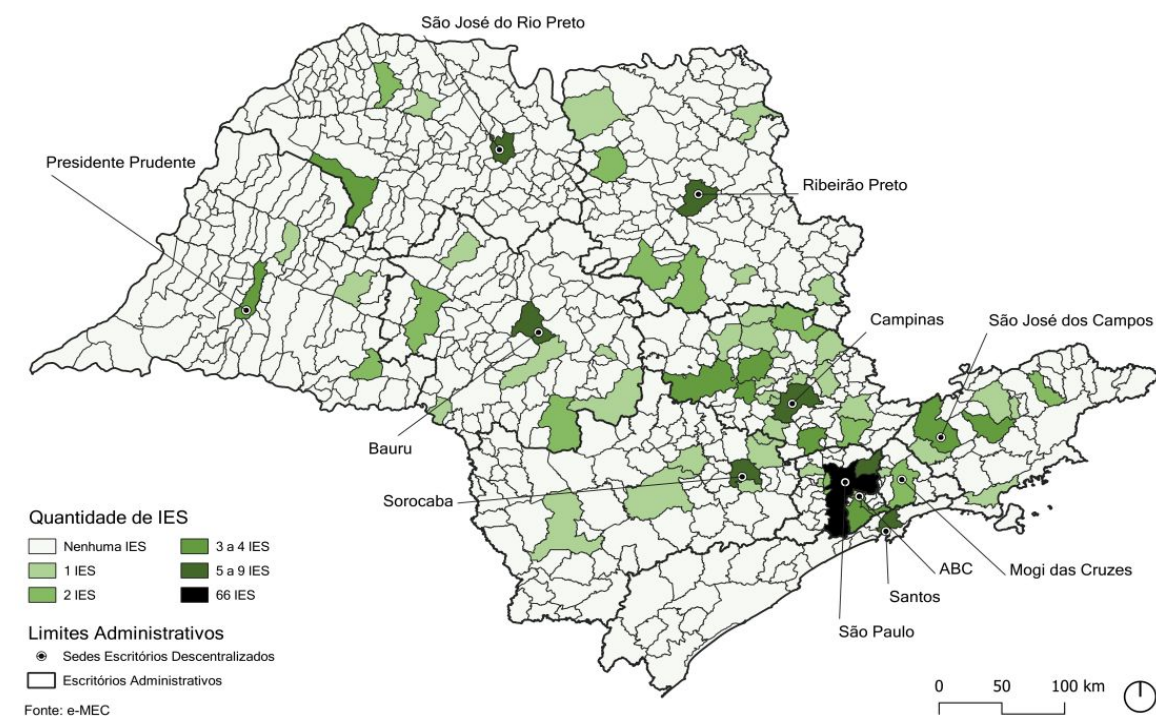 São José do Rio Preto
Presidente Prudente
Ribeirão Preto
Campinas
São José dos Campos
Bauru
Sorocaba
ABC
Mogi das Cruzes
Santos
São Paulo
Quantidade de IES
Nenhuma IES
3 a 4 IES
1 IES
5 a 9 IES
2 IES
66 IES
Limites Administrativos
Sedes Escritórios Descentralizados
Escritórios Administrativos
Fonte: e-MEC
0 50 100 km